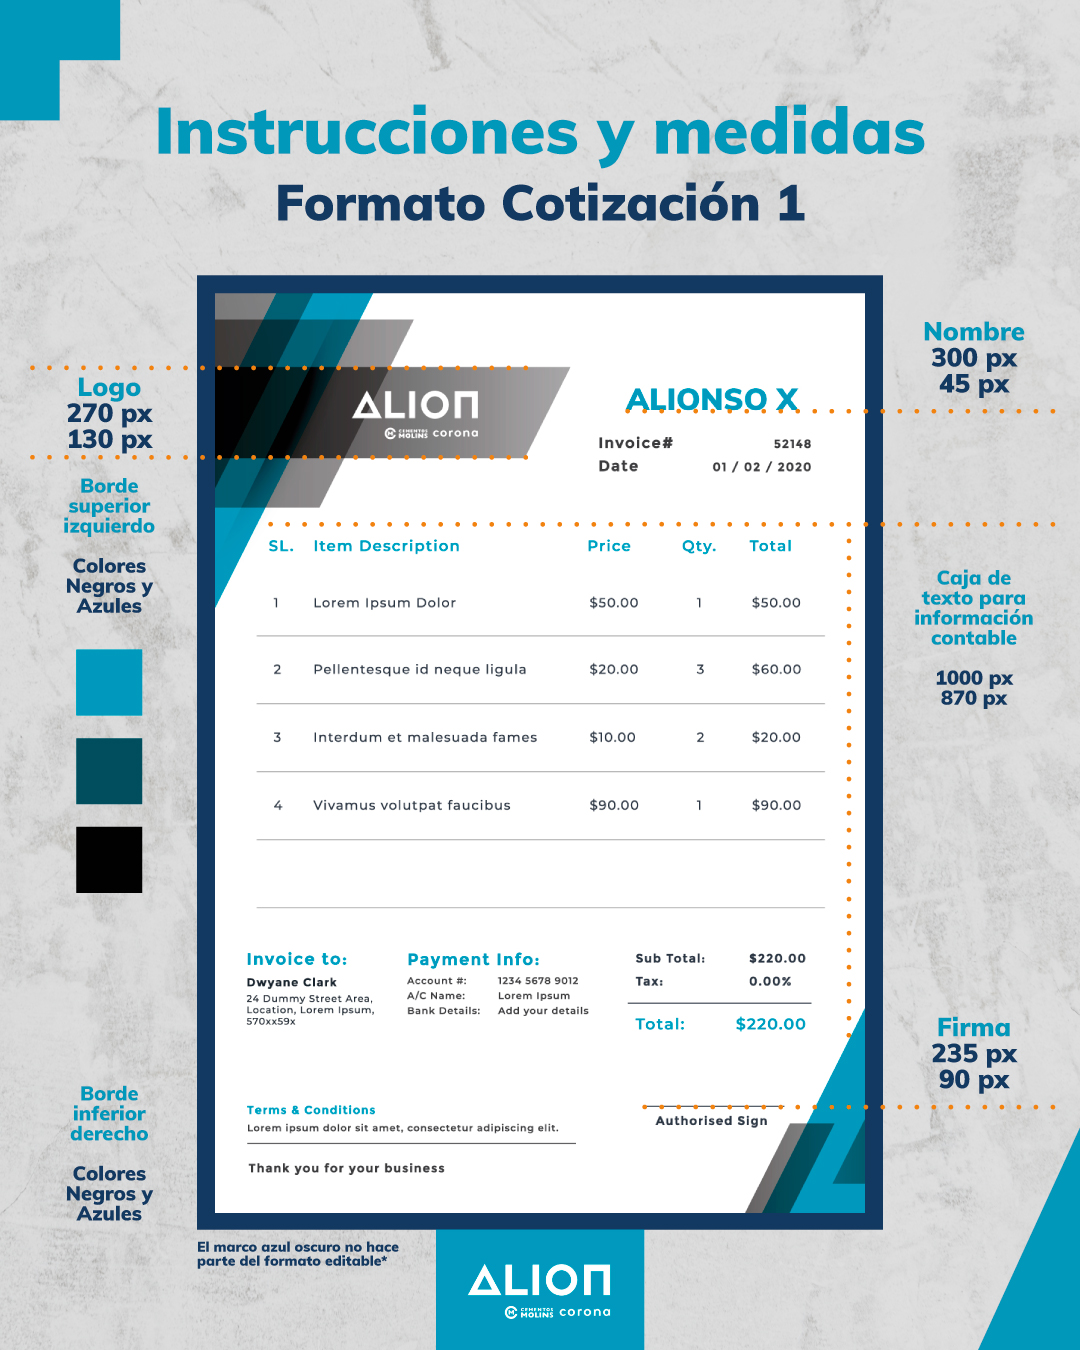 Instrucciones y medidas
Formato Cotización 1
Logo
270 px
130 px
Borde
superior
izquierdo
Colores
Negros y
Azules
ALION
CEMENTOS
MOLINS corona
ALIONSO X
Invoice# 52148
Date 01 / 02 / 2020
Nombre
300 px
45 px
SL. Item Description Price Qty. Total
1 Lorem Ipsum Dolor $50.00 1 $50.00
2 Pellentesque id neque ligula $20.00 3 $60.00
3 Interdum et malesuada fames $10.00 2 $20.00
4 Vivamus volutpat faucibus $90.00 1 $90.00
Caja de
texto para
información
contable
1000 px
870 px
Invoice to:
Dwyane Clark
24 Dummy Street Area,
Location, Lorem Ipsum,
570xx59x
Payment Info:
Account #: 1234 5678 9012
A/C Name: Lorem Ipsum
Bank Details: Add your details
Sub Total: $220.00
Tax: 0.00%
Total: $220.00
Firma
235 px
90 px
Borde
inferior
derecho
Colores
Negros y
Azules
Terms & Conditions
Lorem ipsum dolor sit amet, consectetur adipiscing elit.
Thank you for your business
Authorised Sign
El marco azul oscuro no hace
parte del formato editable*
ALION
CEMENTOS
MOLINS corona